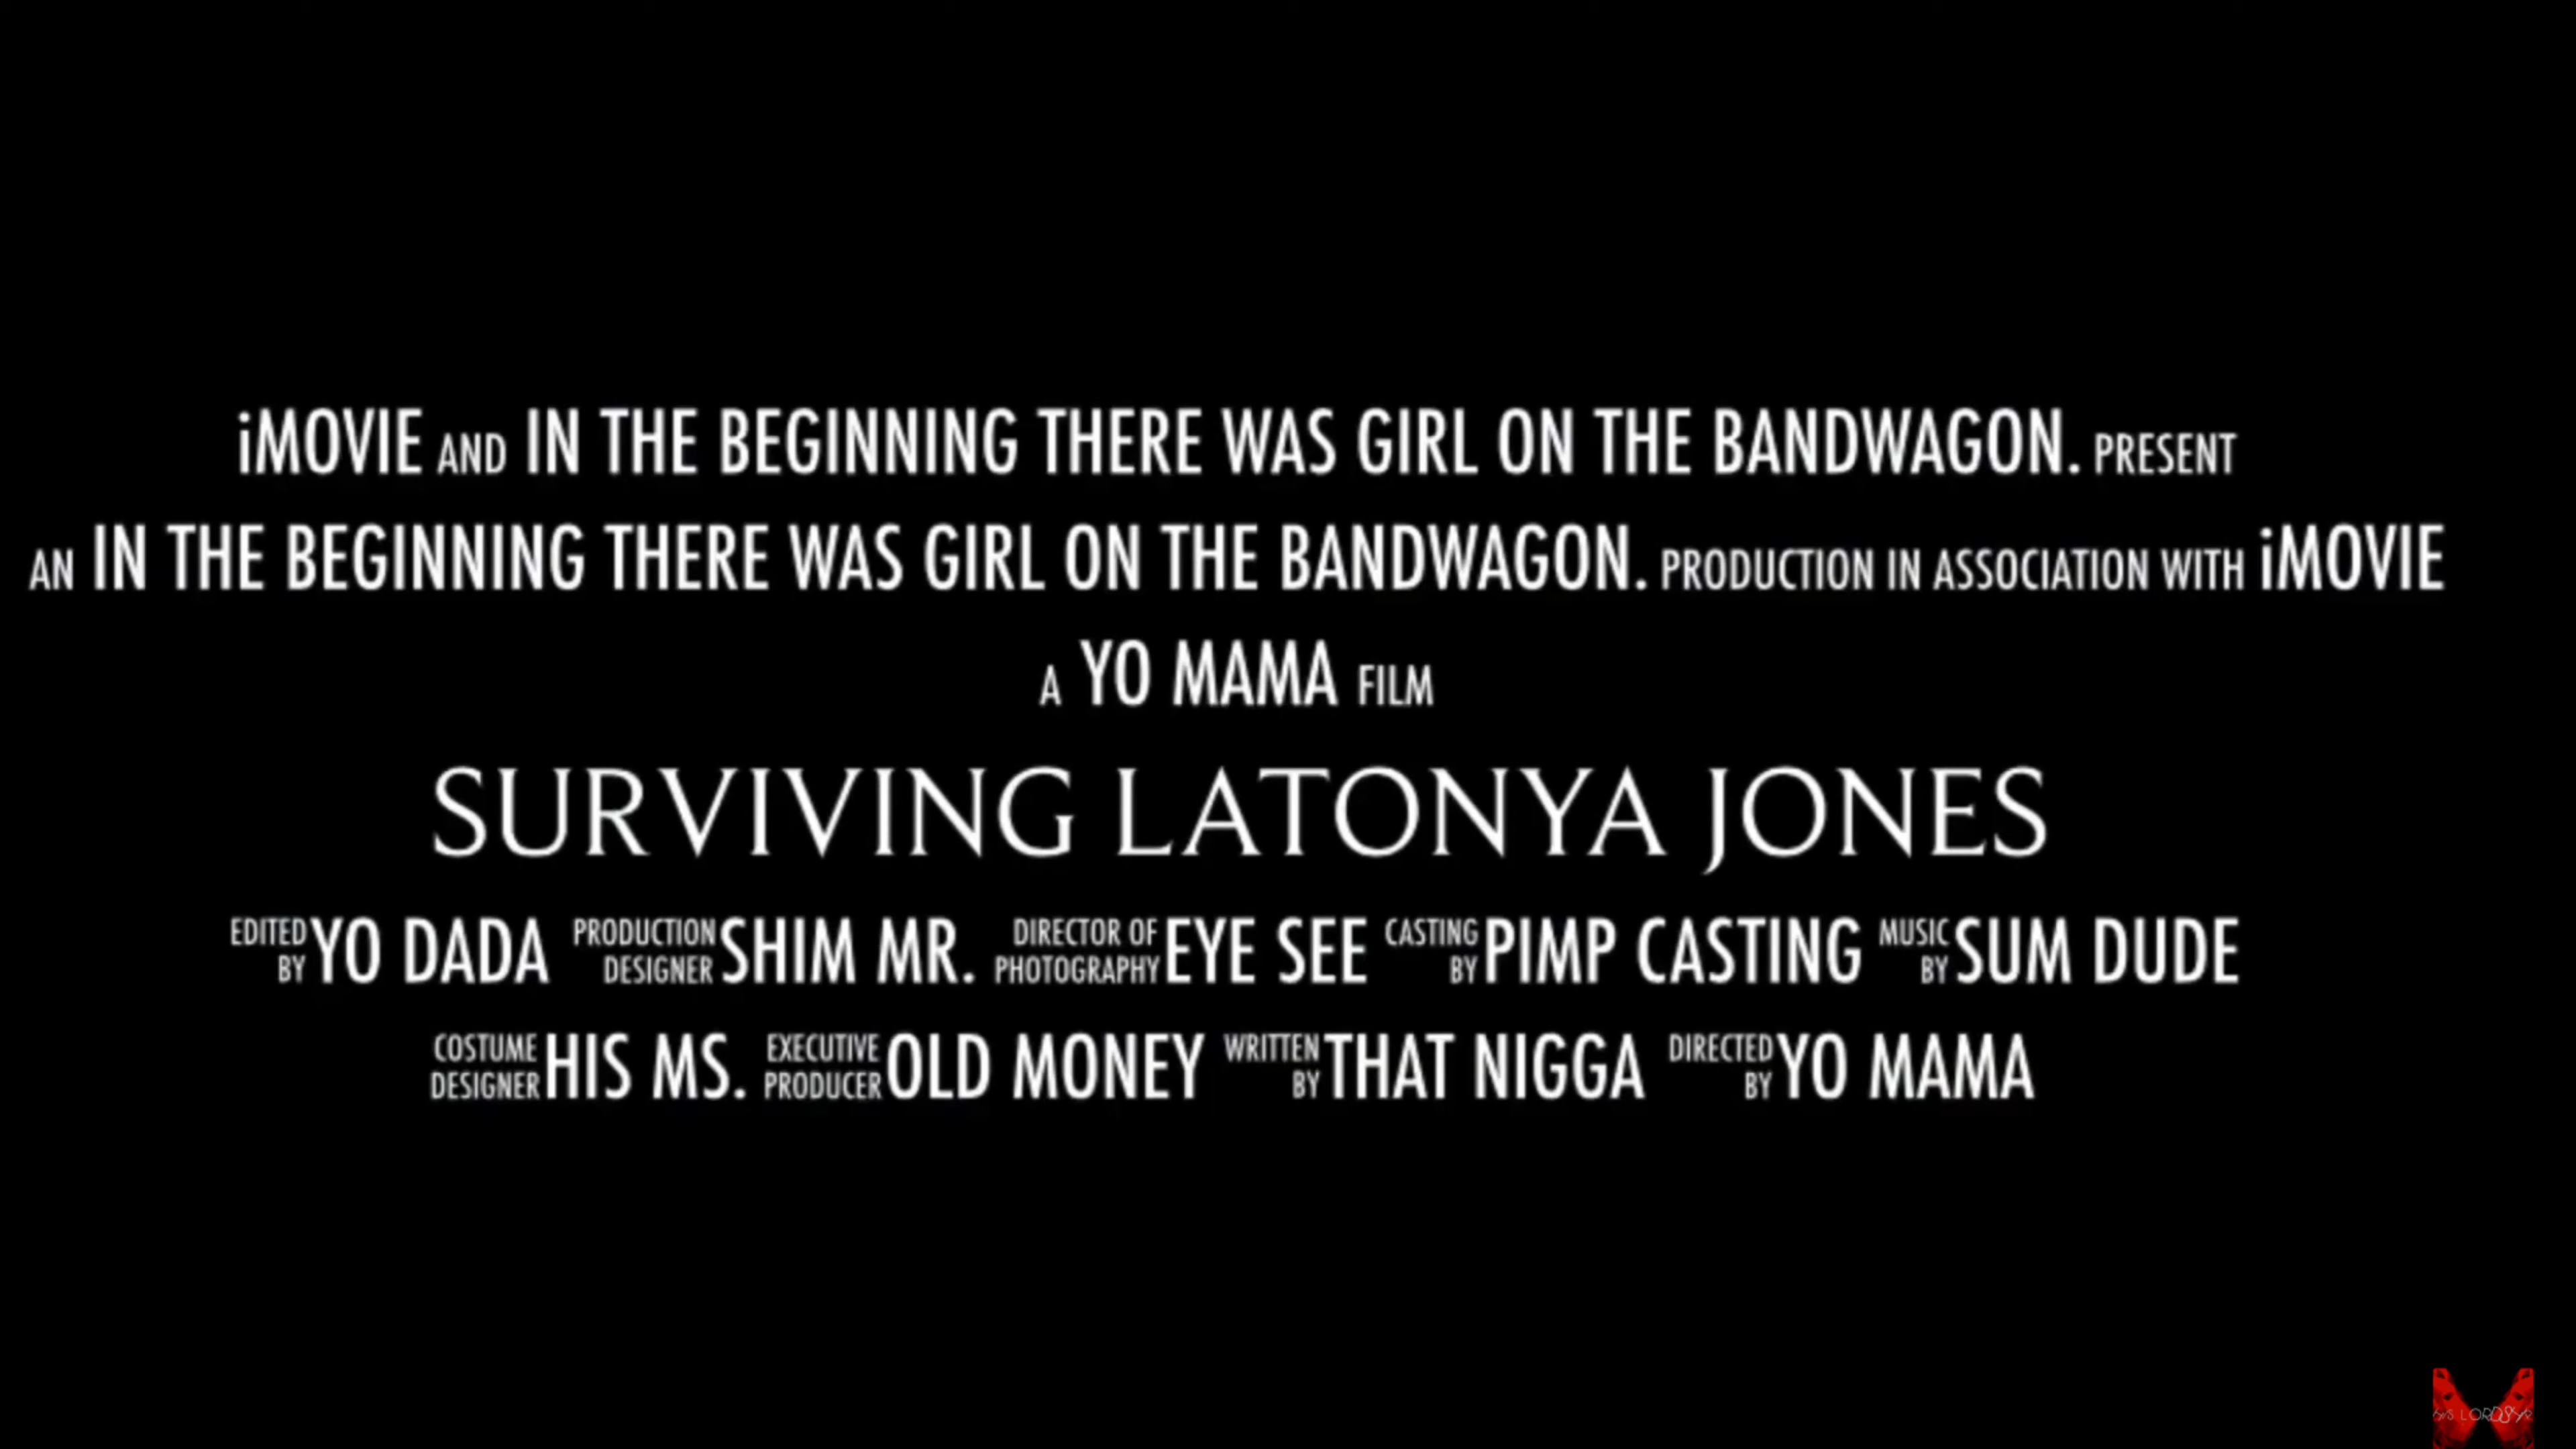 iMOVIE AND IN THE BEGINNING THERE WAS GIRL ON THE BANDWAGON. PRESENT
AN IN THE BEGINNING THERE WAS GIRL ON THE BANDWAGON. PRODUCTION IN ASSOCIATION WITH iMOVIE
A YO MAMA FILM
SURVIVING LATONYA JONES
EDITED BY YO DADA PRODUCTION DESIGNER SHIM MR. DIRECTOR OF PHOTOGRAPHY EYE SEE CASTING BY PIMP CASTING MUSIC BY SUM DUDE
COSTUME DESIGNER HIS MS. EXECUTIVE PRODUCER OLD MONEY WRITTEN BY THAT NIGGA DIRECTED BY YO MAMA